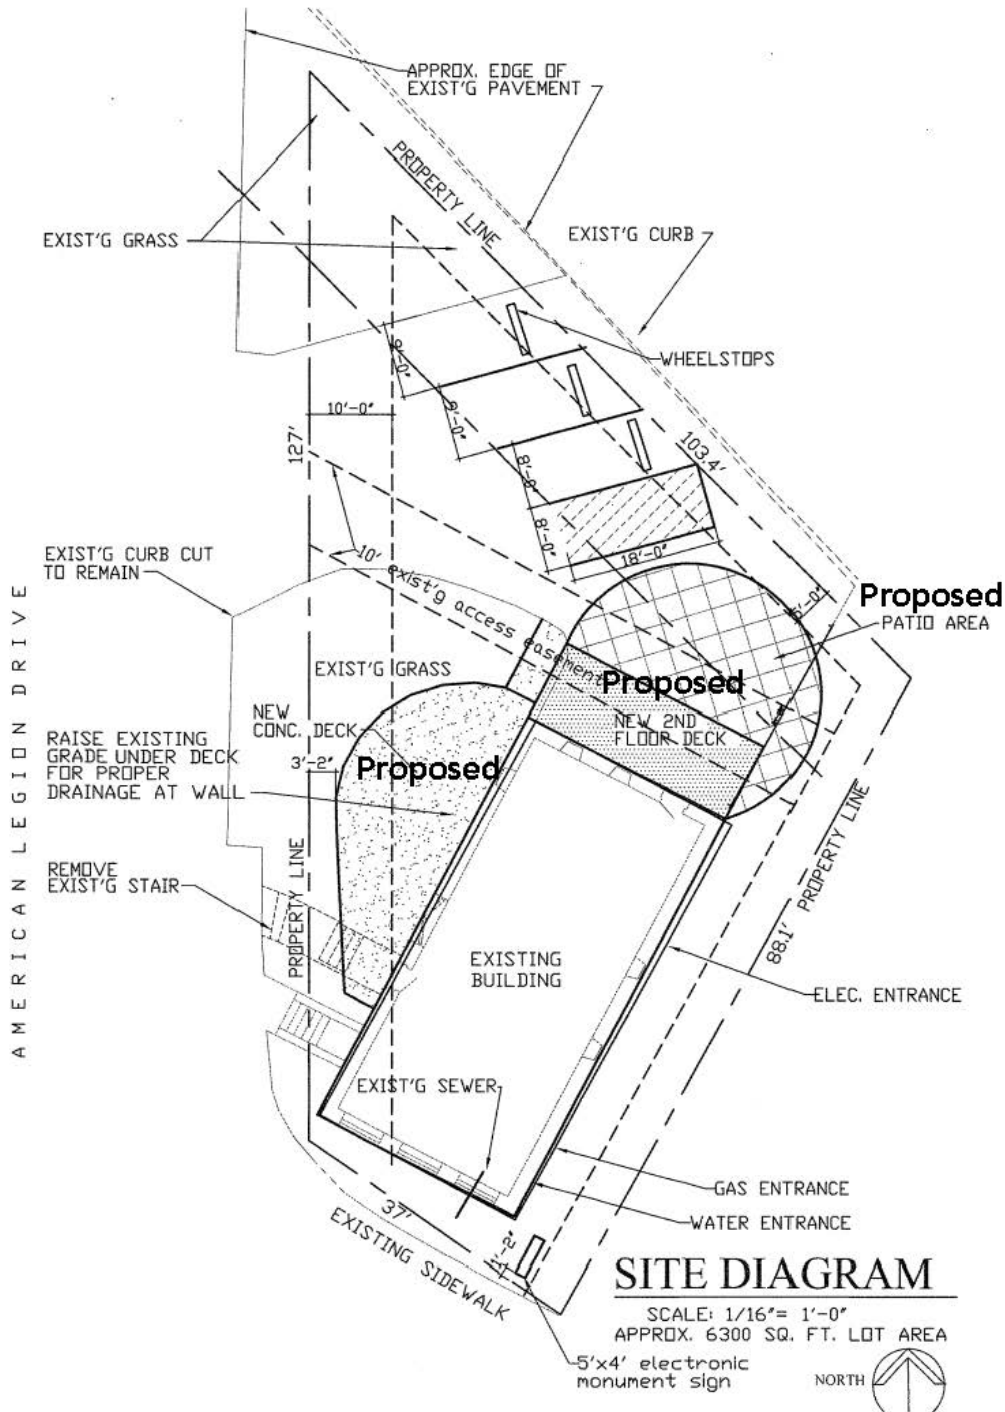 APPROX. EDGE OF
EXIST'G PAVEMENT
PROPERTY LINE
EXIST'G GRASS
EXIST'G CURB
WHEELSTOPS
9'-0"
10'-0"
9'-0"
127'
103.4'
8'-0"
8'-0"
18'-0"
EXIST'G CURB CUT
TO REMAIN
10' exist'g access easement
5'-0"
Proposed
PATIO AREA
AMERICAN LEGION DRIVE
EXIST'G GRASS
Proposed
NEW 2ND
FLOOR DECK
NEW
CONC. DECK
RAISE EXISTING
GRADE UNDER DECK
FOR PROPER
DRAINAGE AT WALL
3'-2"
Proposed
REMOVE
EXIST'G STAIR
PROPERTY LINE
PROPERTY LINE
88.1'
EXISTING
BUILDING
ELEC. ENTRANCE
EXIST'G SEWER
GAS ENTRANCE
WATER ENTRANCE
37'
EXISTING SIDEWALK
SITE DIAGRAM
SCALE: 1/16"= 1'-0"
APPROX. 6300 SQ. FT. LOT AREA
5'x4' electronic
monument sign
NORTH